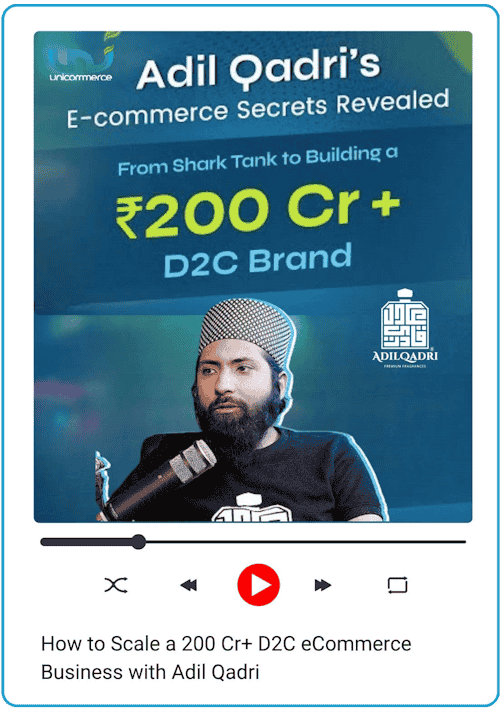 unicommerce
Adil Qadri's
E-commerce Secrets Revealed
From Shark Tank to Building a
₹200 Cr+
D2C Brand
ADILQADRI
PREMIUM FRAGRANCES
How to Scale a 200 Cr+ D2C eCommerce
Business with Adil Qadri